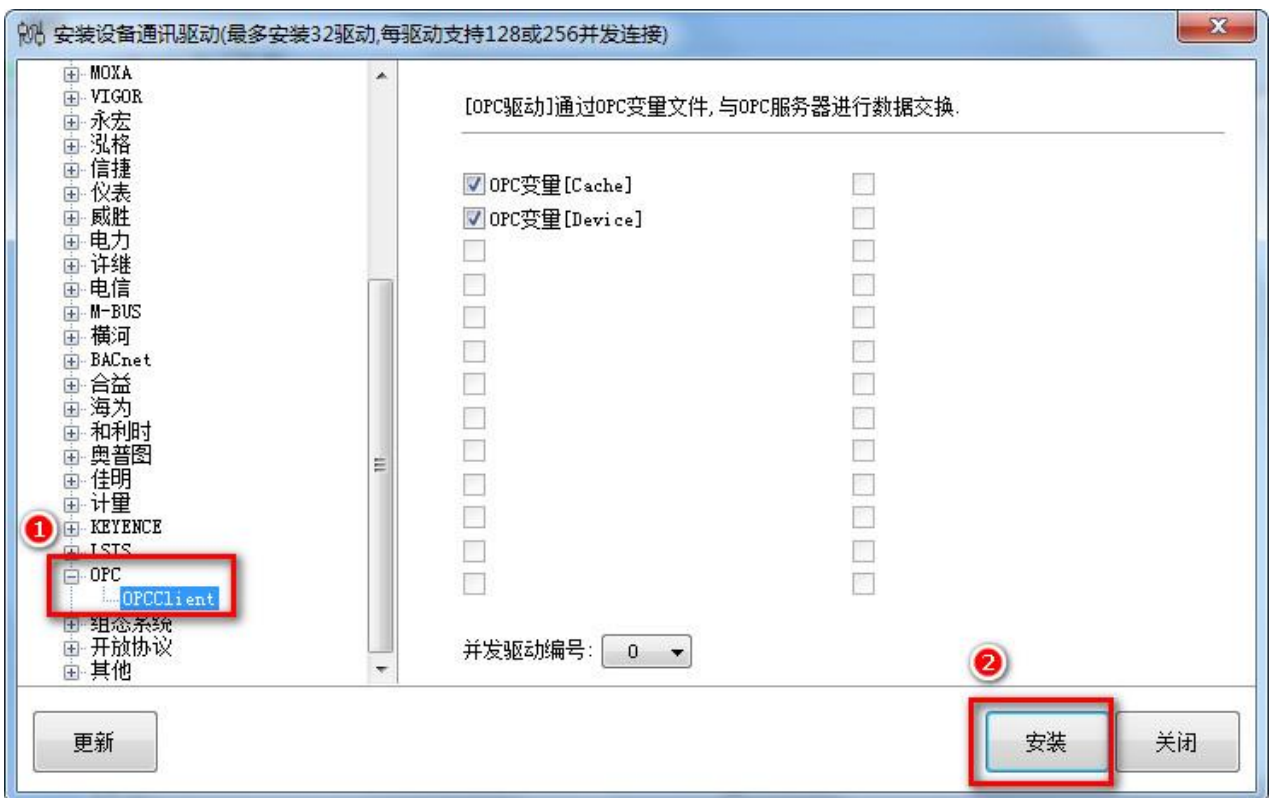 安装设备通讯驱动(最多安装32驱动,每驱动支持128或256并发连接)
MOXA
VIGOR
永宏
泓格
信捷
仪表
威胜
电力
许继
电信
M-BUS
横河
BACnet
合益
海为
和利时
奥普图
佳明
计量
1
KEYENCE
LSIS
OPC
OPCClient
组态系统
开放协议
其他
[OPC驱动]通过OPC变量文件,与OPC服务器进行数据交换.
OPC变量[Cache]
OPC变量[Device]
并发驱动编号: 0
2
更新
安装
关闭